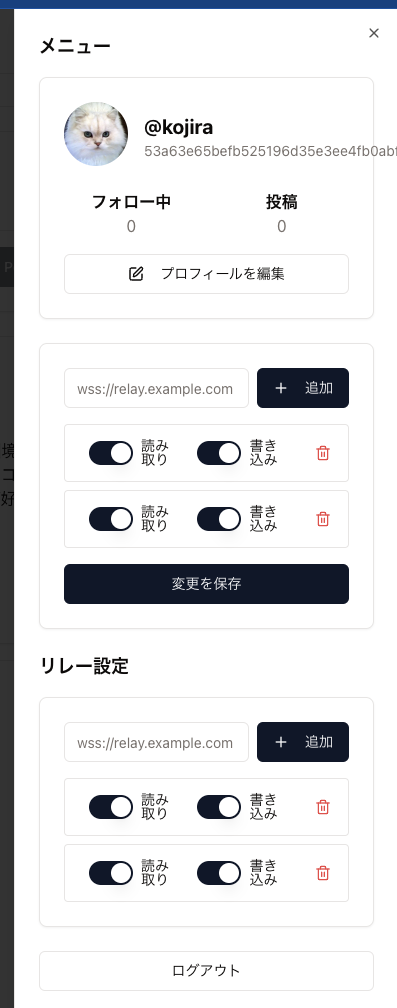 メニュー
@kojira
53a63e65befb525196d35e3ee4fb0abf
フォロー中
投稿
0
0
プロフィールを編集
wss://relay.example.com
追加
読み
取り
書き
込み
読み
取り
書き
込み
変更を保存
リレー設定
wss://relay.example.com
追加
読み
取り
書き
込み
読み
取り
書き
込み
ログアウト